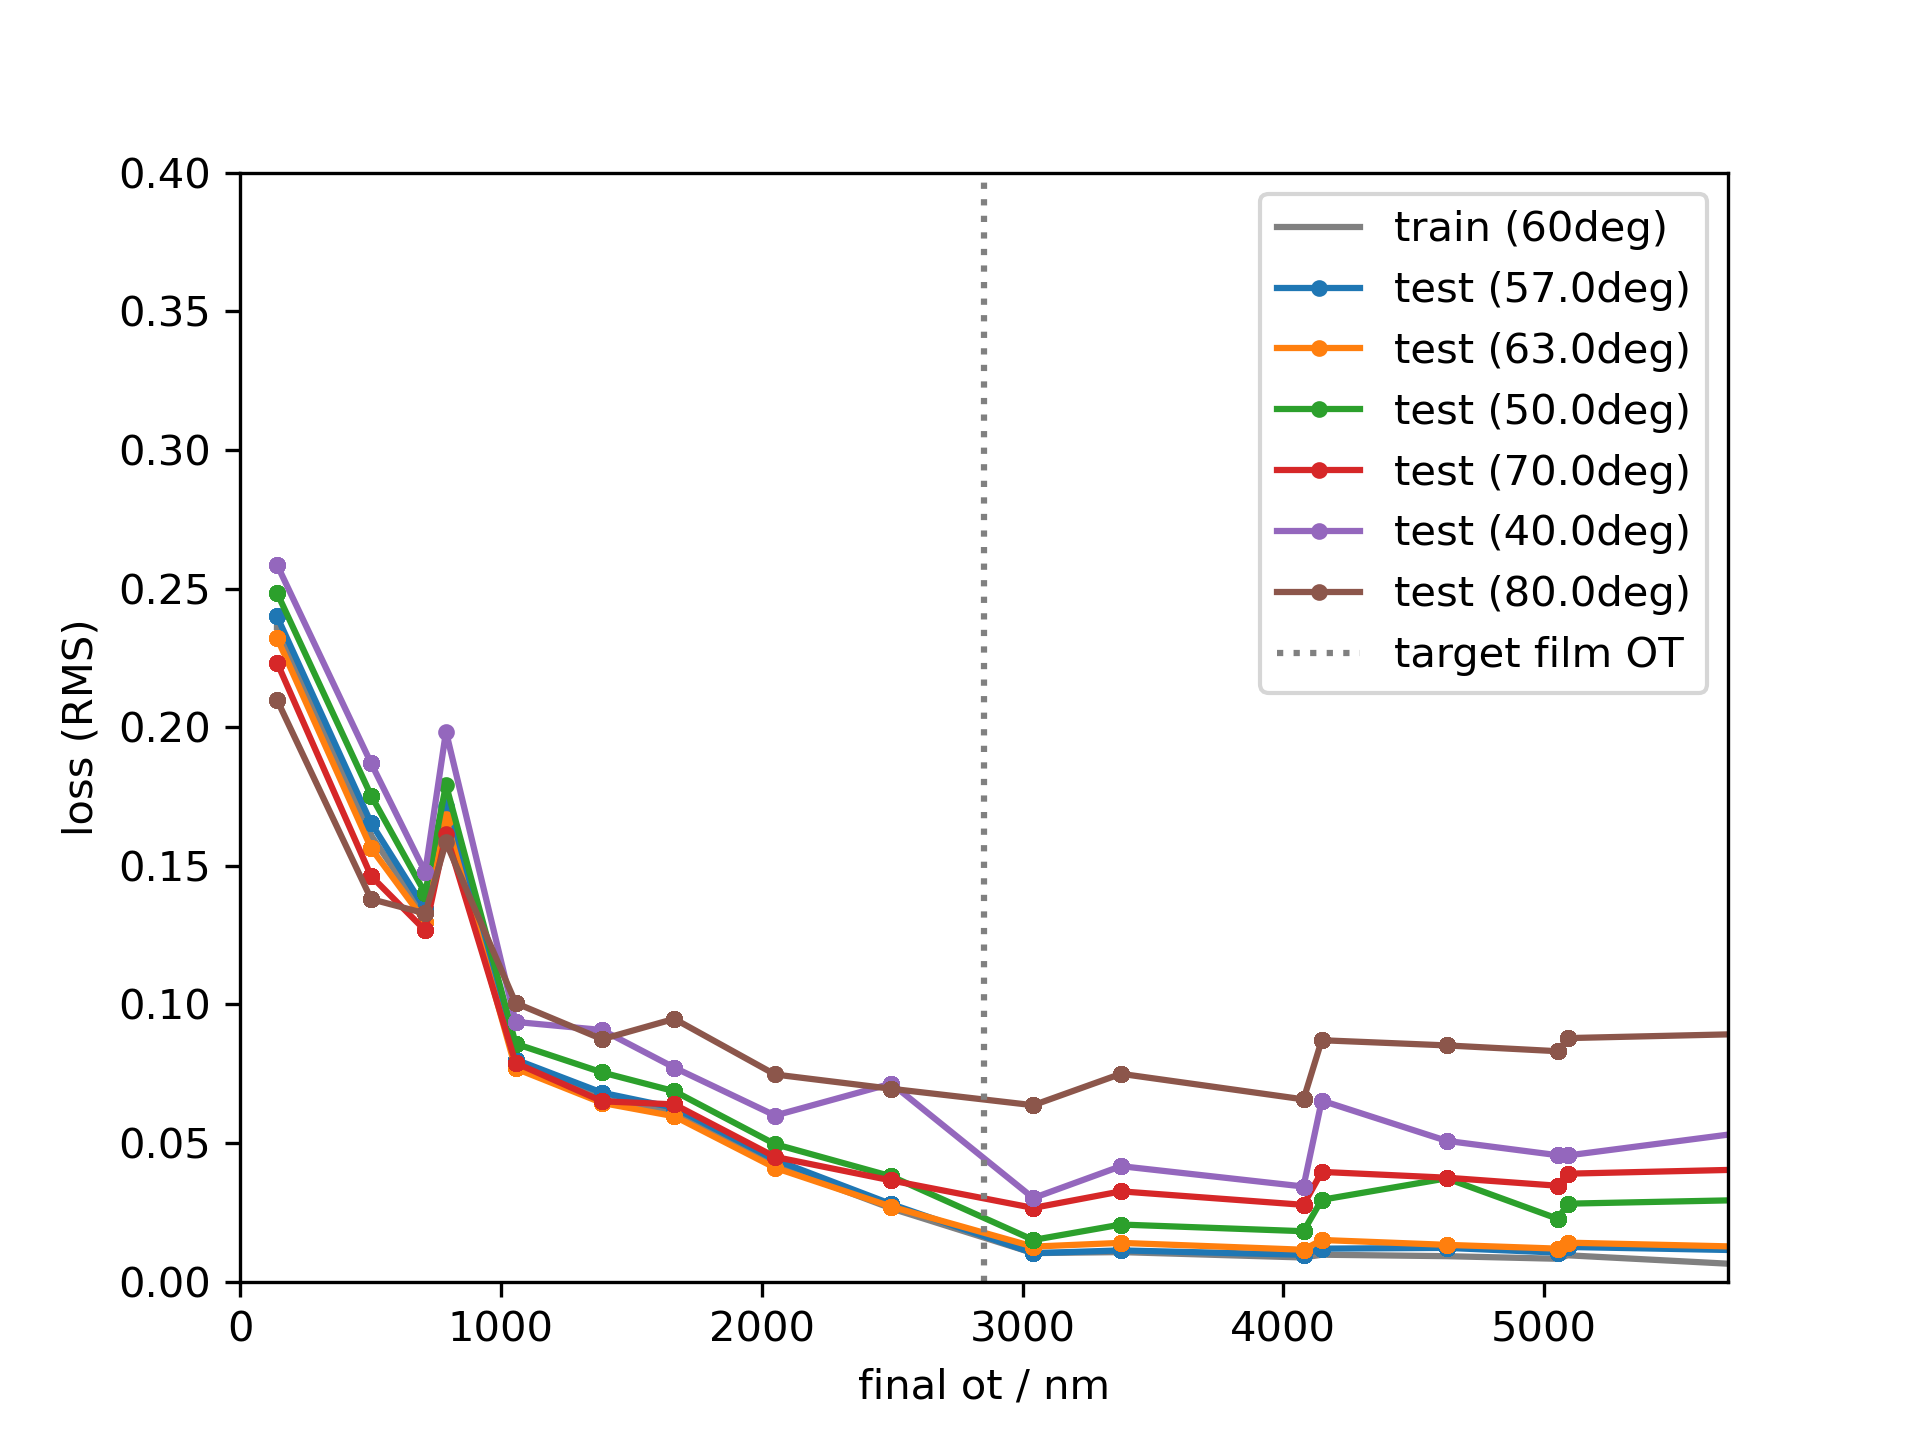 0.40
0.35
0.30
0.25
0.20
0.15
0.10
0.05
0.00
loss (RMS)
train (60deg)
test (57.0deg)
test (63.0deg)
test (50.0deg)
test (70.0deg)
test (40.0deg)
test (80.0deg)
target film OT
0 1000 2000 3000 4000 5000
final ot / nm